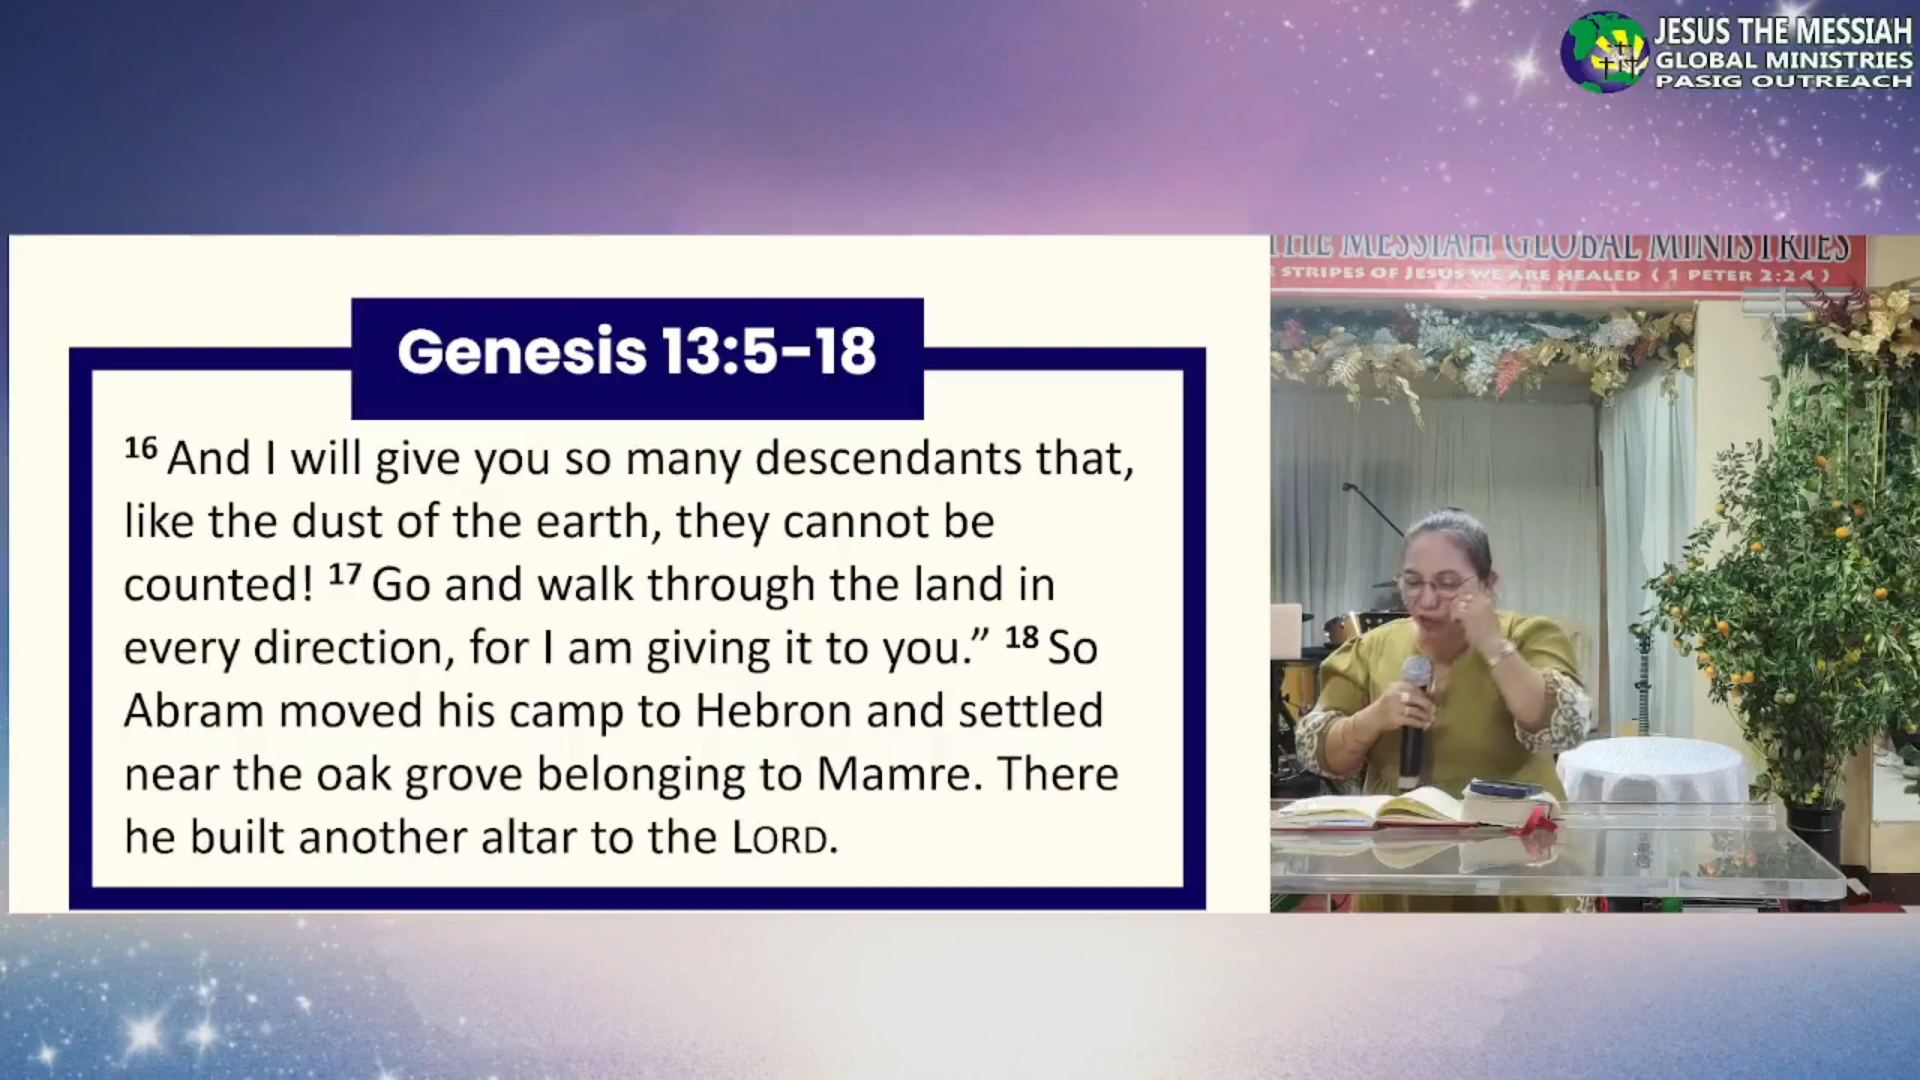 JESUS THE MESSIAH
GLOBAL MINISTRIES
PASIG OUTREACH
THE MESSIAH GLOBAL MINISTRIES
STRIPES OF JESUS WE ARE HEALED ( 1 PETER 2:24 )
Genesis 13:5-18
16 And I will give you so many descendants that,
like the dust of the earth, they cannot be
counted! 17 Go and walk through the land in
every direction, for I am giving it to you.” 18 So
Abram moved his camp to Hebron and settled
near the oak grove belonging to Mamre. There
he built another altar to the LORD.